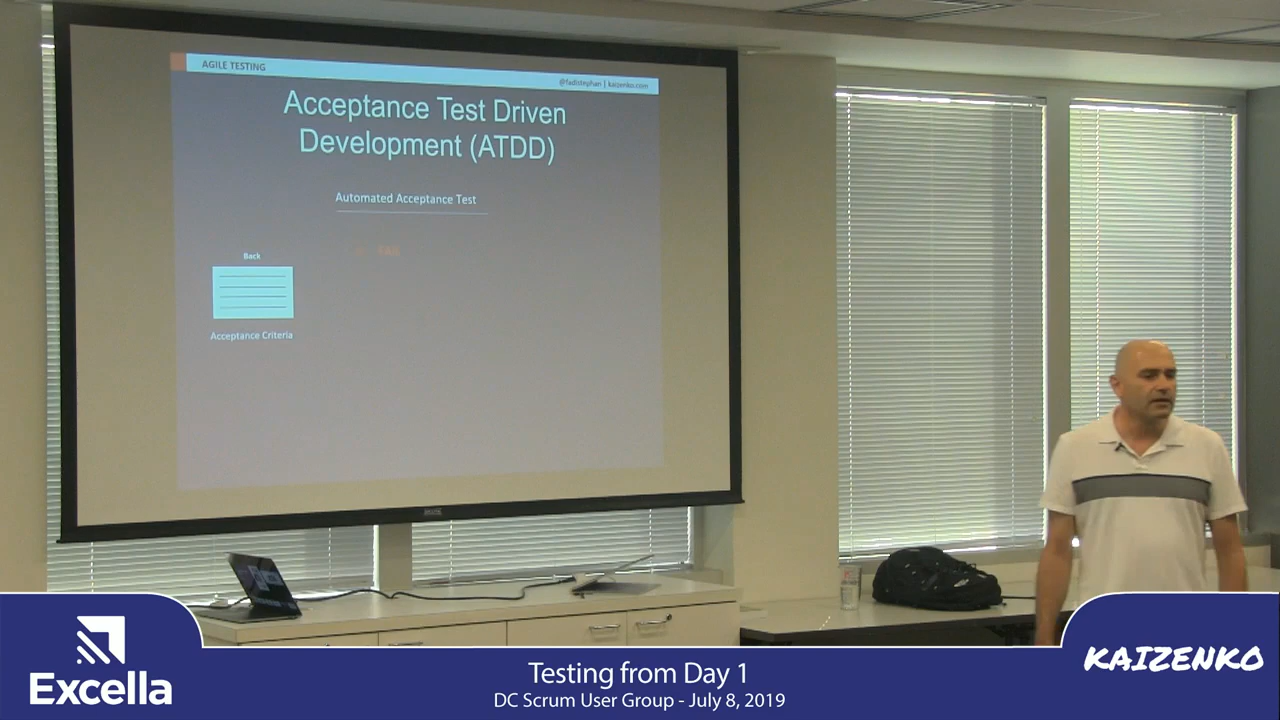 AGILE TESTING
@fadistephan | kaizenko.com
Acceptance Test Driven
Development (ATDD)
Automated Acceptance Test
Back
Acceptance Criteria
Excella
Testing from Day 1
DC Scrum User Group - July 8, 2019
KAIZENKO